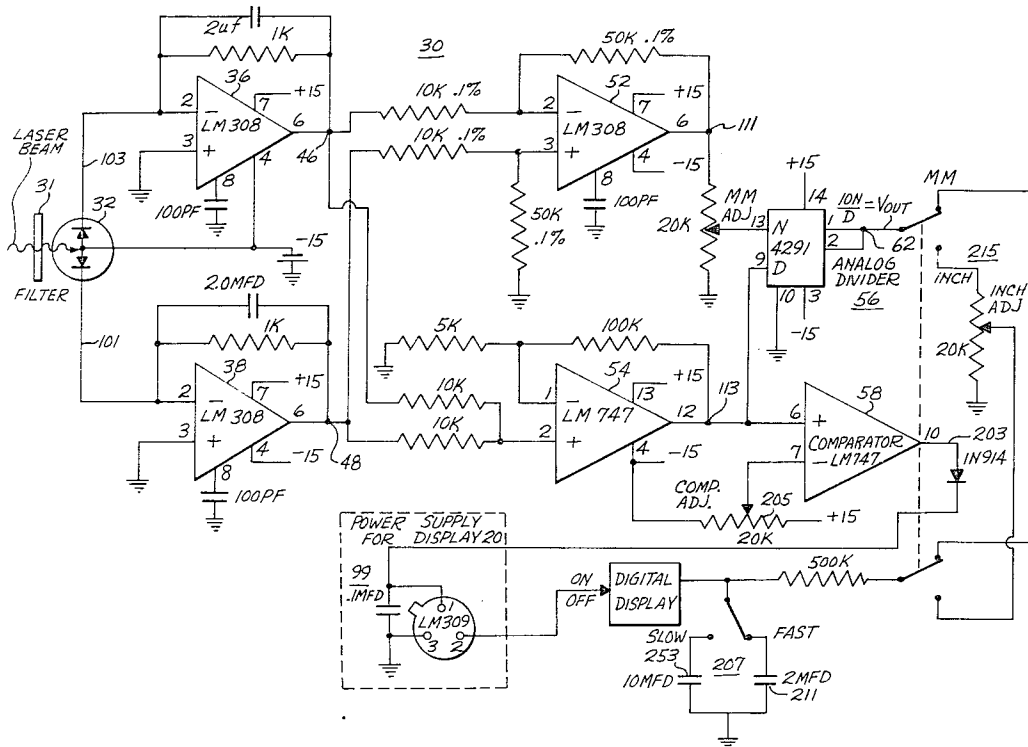 2uf
1K
30
50K .1%
36
+15
7
2
−
LM308
6
3
+
4
8
100PF
46
10K .1%
10K .1%
52
+15
7
2
−
LM308
6
3
+
4
-15
8
100PF
111
50K
.1%
LASER
BEAM
103
31
32
FILTER
-15
MM
ADJ
20K
+15
14
13
N
4291
9
D
10
3
-15
1
2
10N/D = VOUT
62
ANALOG
DIVIDER 56
MM
INCH
215
INCH
ADJ
20K
101
2.0MFD
1K
38
+15
7
2
−
LM308
6
3
+
4
-15
8
100PF
48
5K
100K
10K
10K
54
+15
13
1
−
LM747
12
2
+
4
-15
113
58
6
+
COMPARATOR
LM747
7
−
10
203
1N914
COMP.
ADJ.
205
+15
20K
POWER SUPPLY
FOR DISPLAY 20
99
.1MFD
1
LM309
3
2
ON
OFF
DIGITAL
DISPLAY
500K
SLOW
FAST
253
10MFD
207
2MFD
211